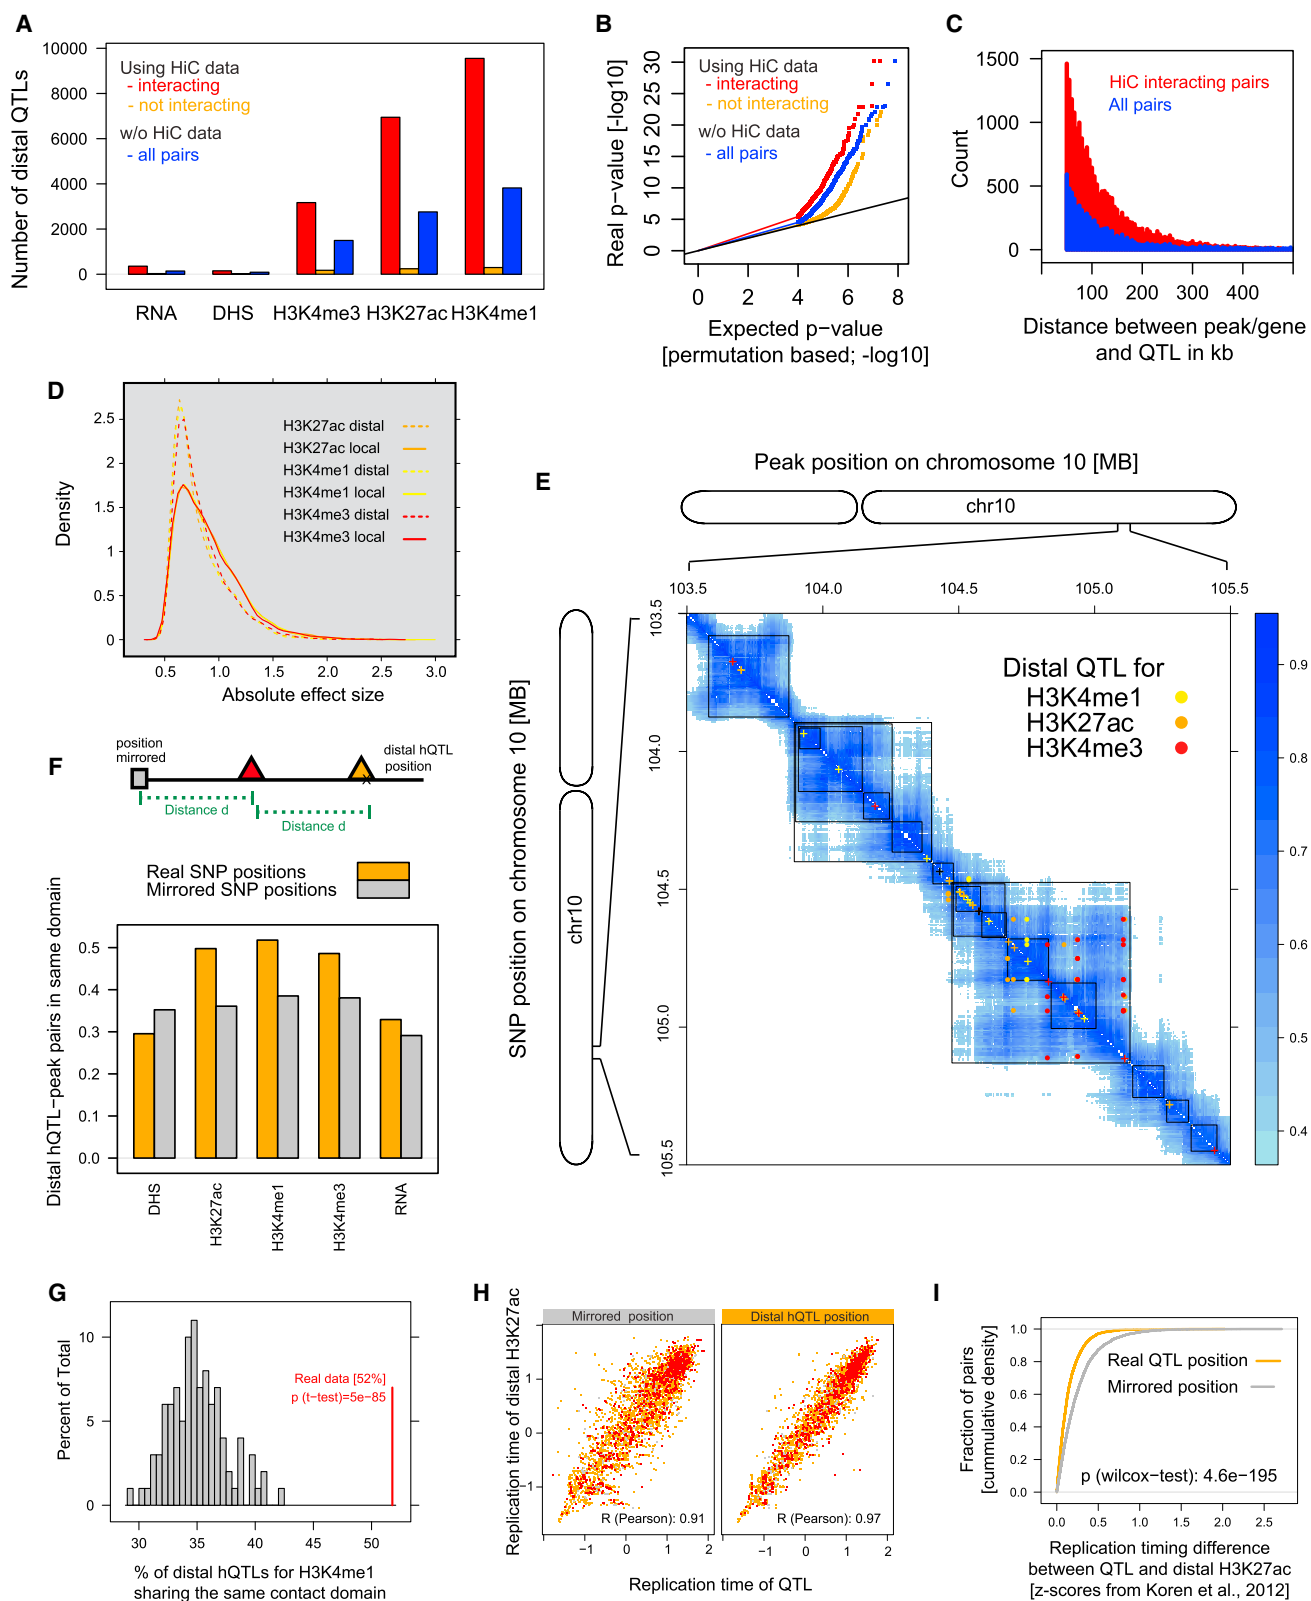 A
10000
8000
6000
4000
2000
0
Number of distal QTLs
Using HiC data
- interacting
- not interacting
w/o HiC data
- all pairs
RNA DHS H3K4me3 H3K27ac H3K4me1
B
30
25
20
15
10
5
0
Real p−value [-log10]
Using HiC data
- interacting
- not interacting
w/o HiC data
- all pairs
0 2 4 6 8
Expected p−value
[permutation based; -log10]
C
1500
1000
500
0
Count
HiC interacting pairs
All pairs
100 200 300 400
Distance between peak/gene
and QTL in kb
D
2.5
2
1.5
1
0.5
0
Density
H3K27ac distal
H3K27ac local
H3K4me1 distal
H3K4me1 local
H3K4me3 distal
H3K4me3 local
0.5 1.0 1.5 2.0 2.5 3.0
Absolute effect size
E
Peak position on chromosome 10 [MB]
chr10
103.5 104.0 104.5 105.0 105.5
SNP position on chromosome 10 [MB]
chr10
103.5
104.0
104.5
105.0
105.5
Distal QTL for
H3K4me1
H3K27ac
H3K4me3
0.9
0.8
0.7
0.6
0.5
0.4
F
position
mirrored
distal hQTL
position
x
Distance d
Distance d
Real SNP positions
Mirrored SNP positions
Distal hQTL−peak pairs in same domain
0.5
0.4
0.3
0.2
0.1
0.0
DHS
H3K27ac
H3K4me1
H3K4me3
RNA
G
Percent of Total
10
5
0
Real data [52%]
p (t−test)=5e−85
30 35 40 45 50
% of distal hQTLs for H3K4me1
sharing the same contact domain
H
Replication time of distal H3K27ac
Mirrored position
Distal hQTL position
1
0
−1
R (Pearson): 0.91
R (Pearson): 0.97
−1 0 1 2
−1 0 1 2
Replication time of QTL
I
Fraction of pairs
[cummulative density]
1.0
0.8
0.6
0.4
0.2
0.0
Real QTL position
Mirrored position
p (wilcox−test): 4.6e−195
0.0 0.5 1.0 1.5 2.0 2.5
Replication timing difference
between QTL and distal H3K27ac
[z−scores from Koren et al., 2012]